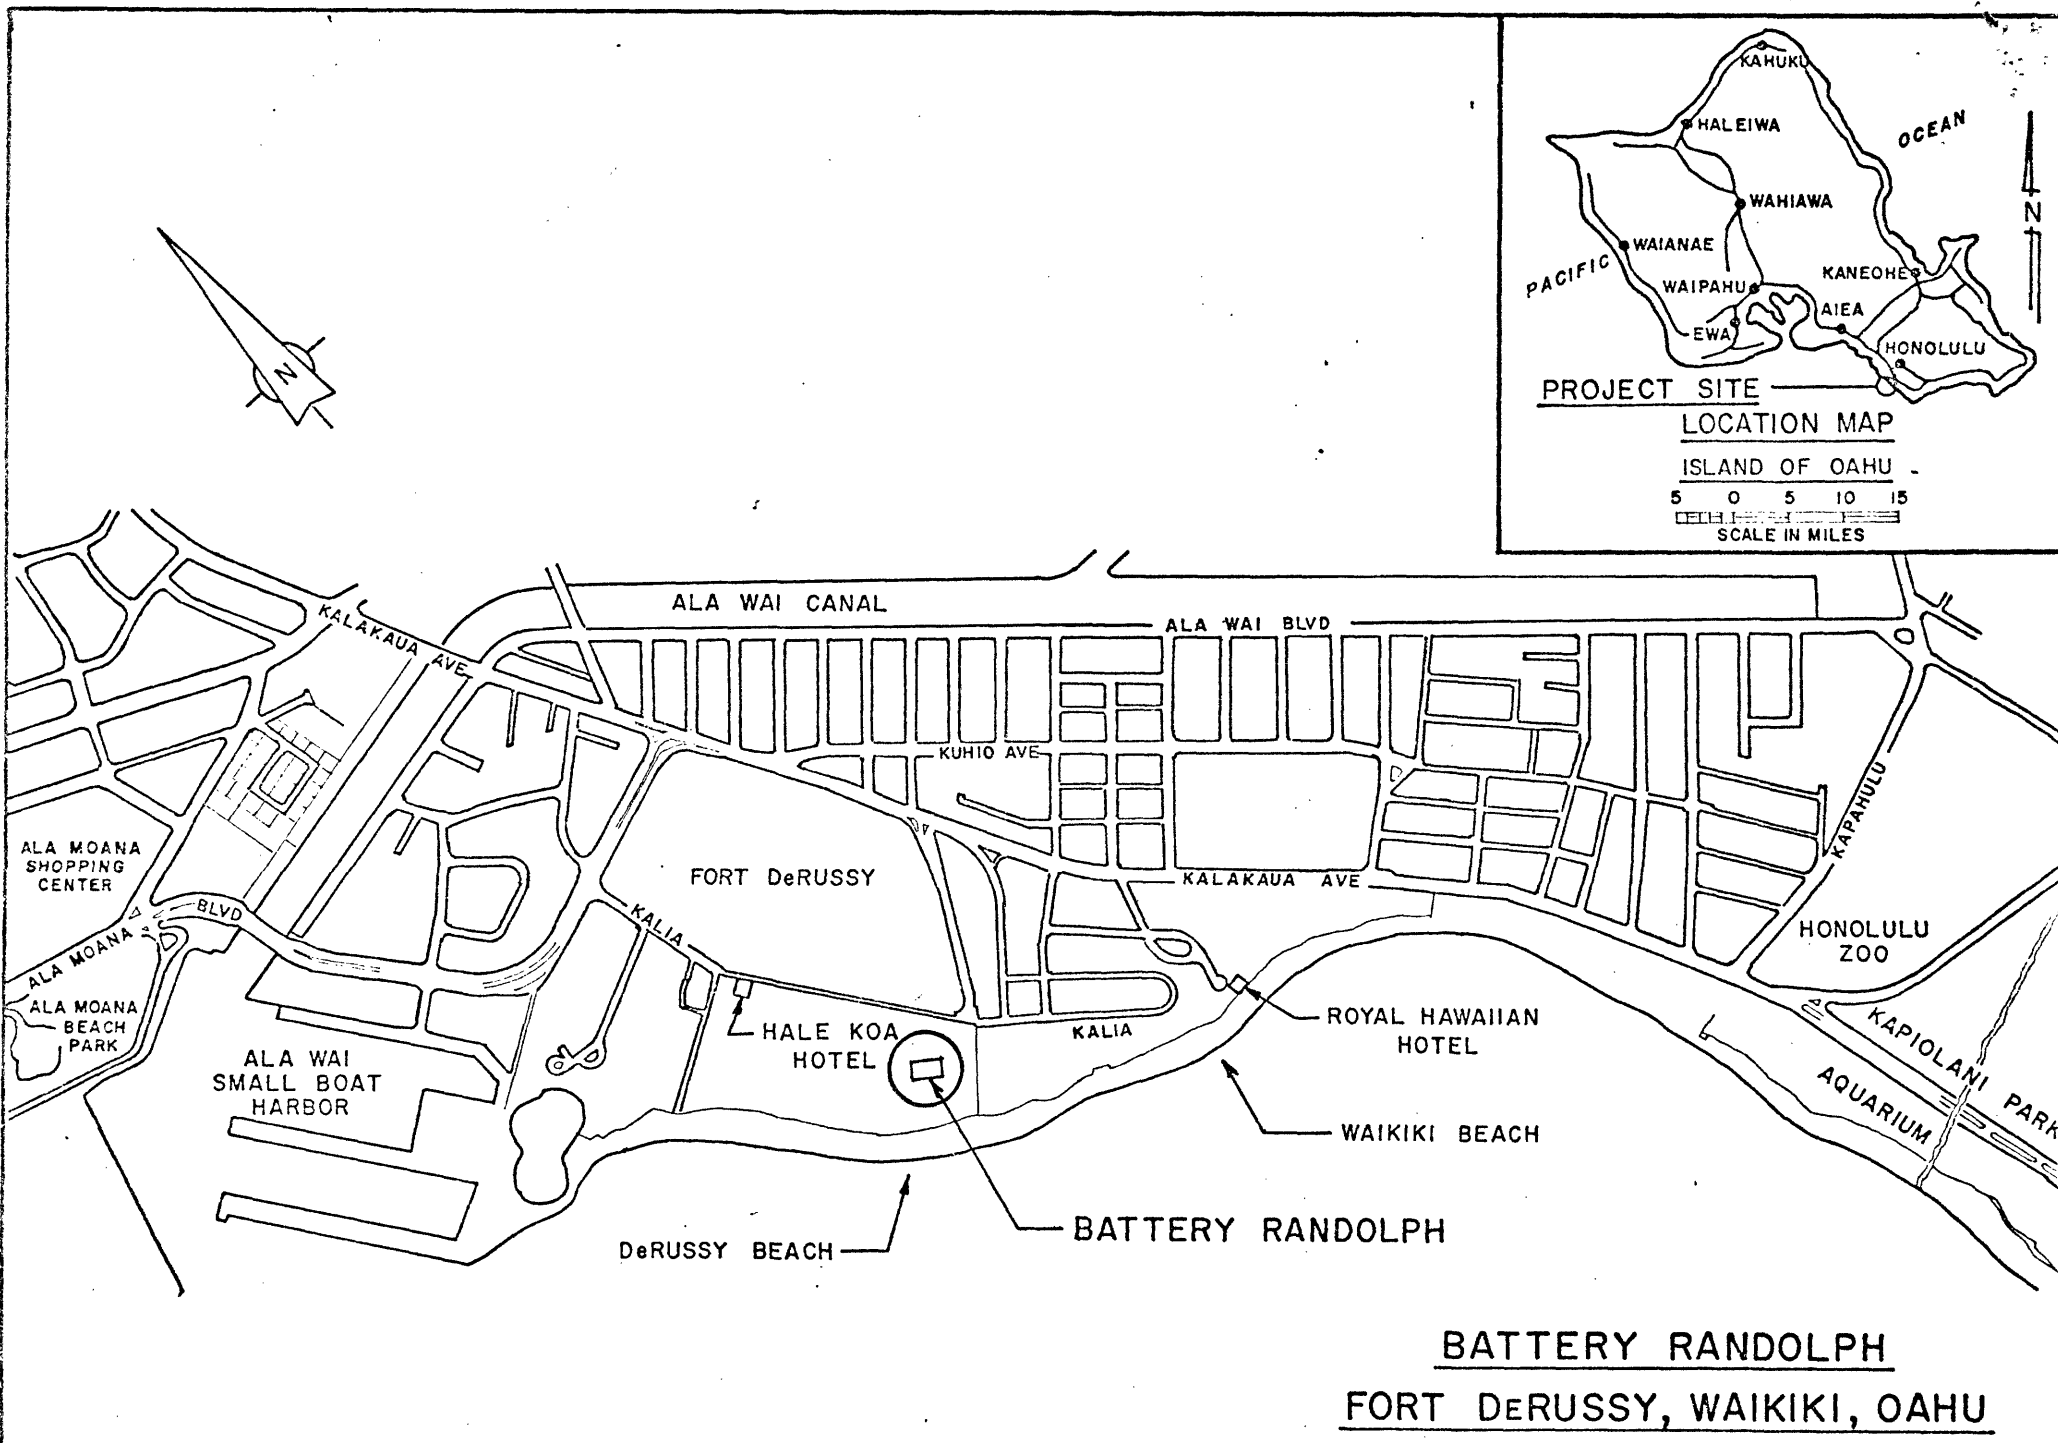 KAHUKU
HALEIWA
OCEAN
N
WAHIAWA
WAIANAE
PACIFIC
KANEOHE
WAIPAHU
AIEA
EWA
HONOLULU
PROJECT SITE
LOCATION MAP
ISLAND OF OAHU
5 0 5 10 15
SCALE IN MILES
N
ALA WAI CANAL
KALAKAUA AVE
ALA WAI BLVD
KUHIO AVE
KAPAHULU
ALA MOANA
SHOPPING
CENTER
FORT DeRUSSY
KALAKAUA AVE
ALA MOANA BLVD
KALIA
HONOLULU
ZOO
ALA MOANA
BEACH
PARK
HALE KOA
HOTEL
KALIA
ROYAL HAWAIIAN
HOTEL
KAPIOLANI PARK
ALA WAI
SMALL BOAT
HARBOR
AQUARIUM
WAIKIKI BEACH
BATTERY RANDOLPH
DeRUSSY BEACH
BATTERY RANDOLPH
FORT DeRUSSY, WAIKIKI, OAHU